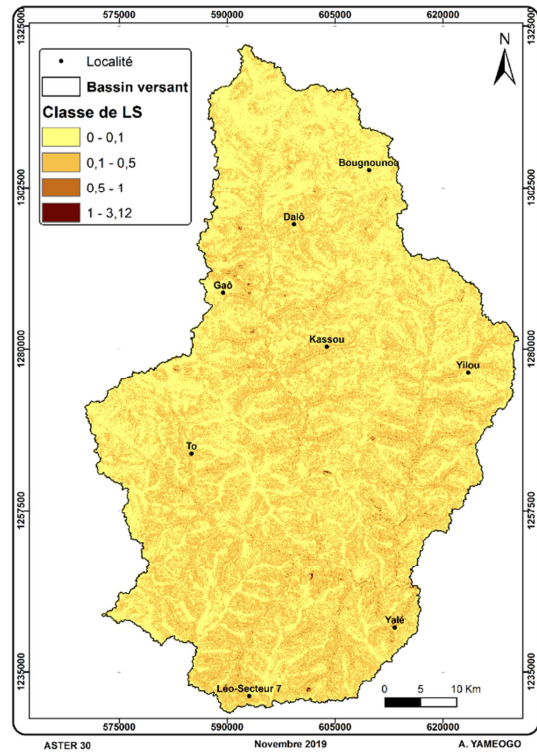 575000 590000 605000 620000
1325000 1325000
N
Localité
Bassin versant
Classe de LS
0 - 0,1
0,1 - 0,5
0,5 - 1
1 - 3,12
Bougnounou
1302500 1302500
Dalô
Gaô
Kassou
1280000 1280000
Yilou
To
1257500 1257500
Yalé
1235000 1235000
Léo-Secteur 7
0 5 10 Km
575000 590000 605000 620000
ASTER 30 Novembre 2019 A. YAMEOGO